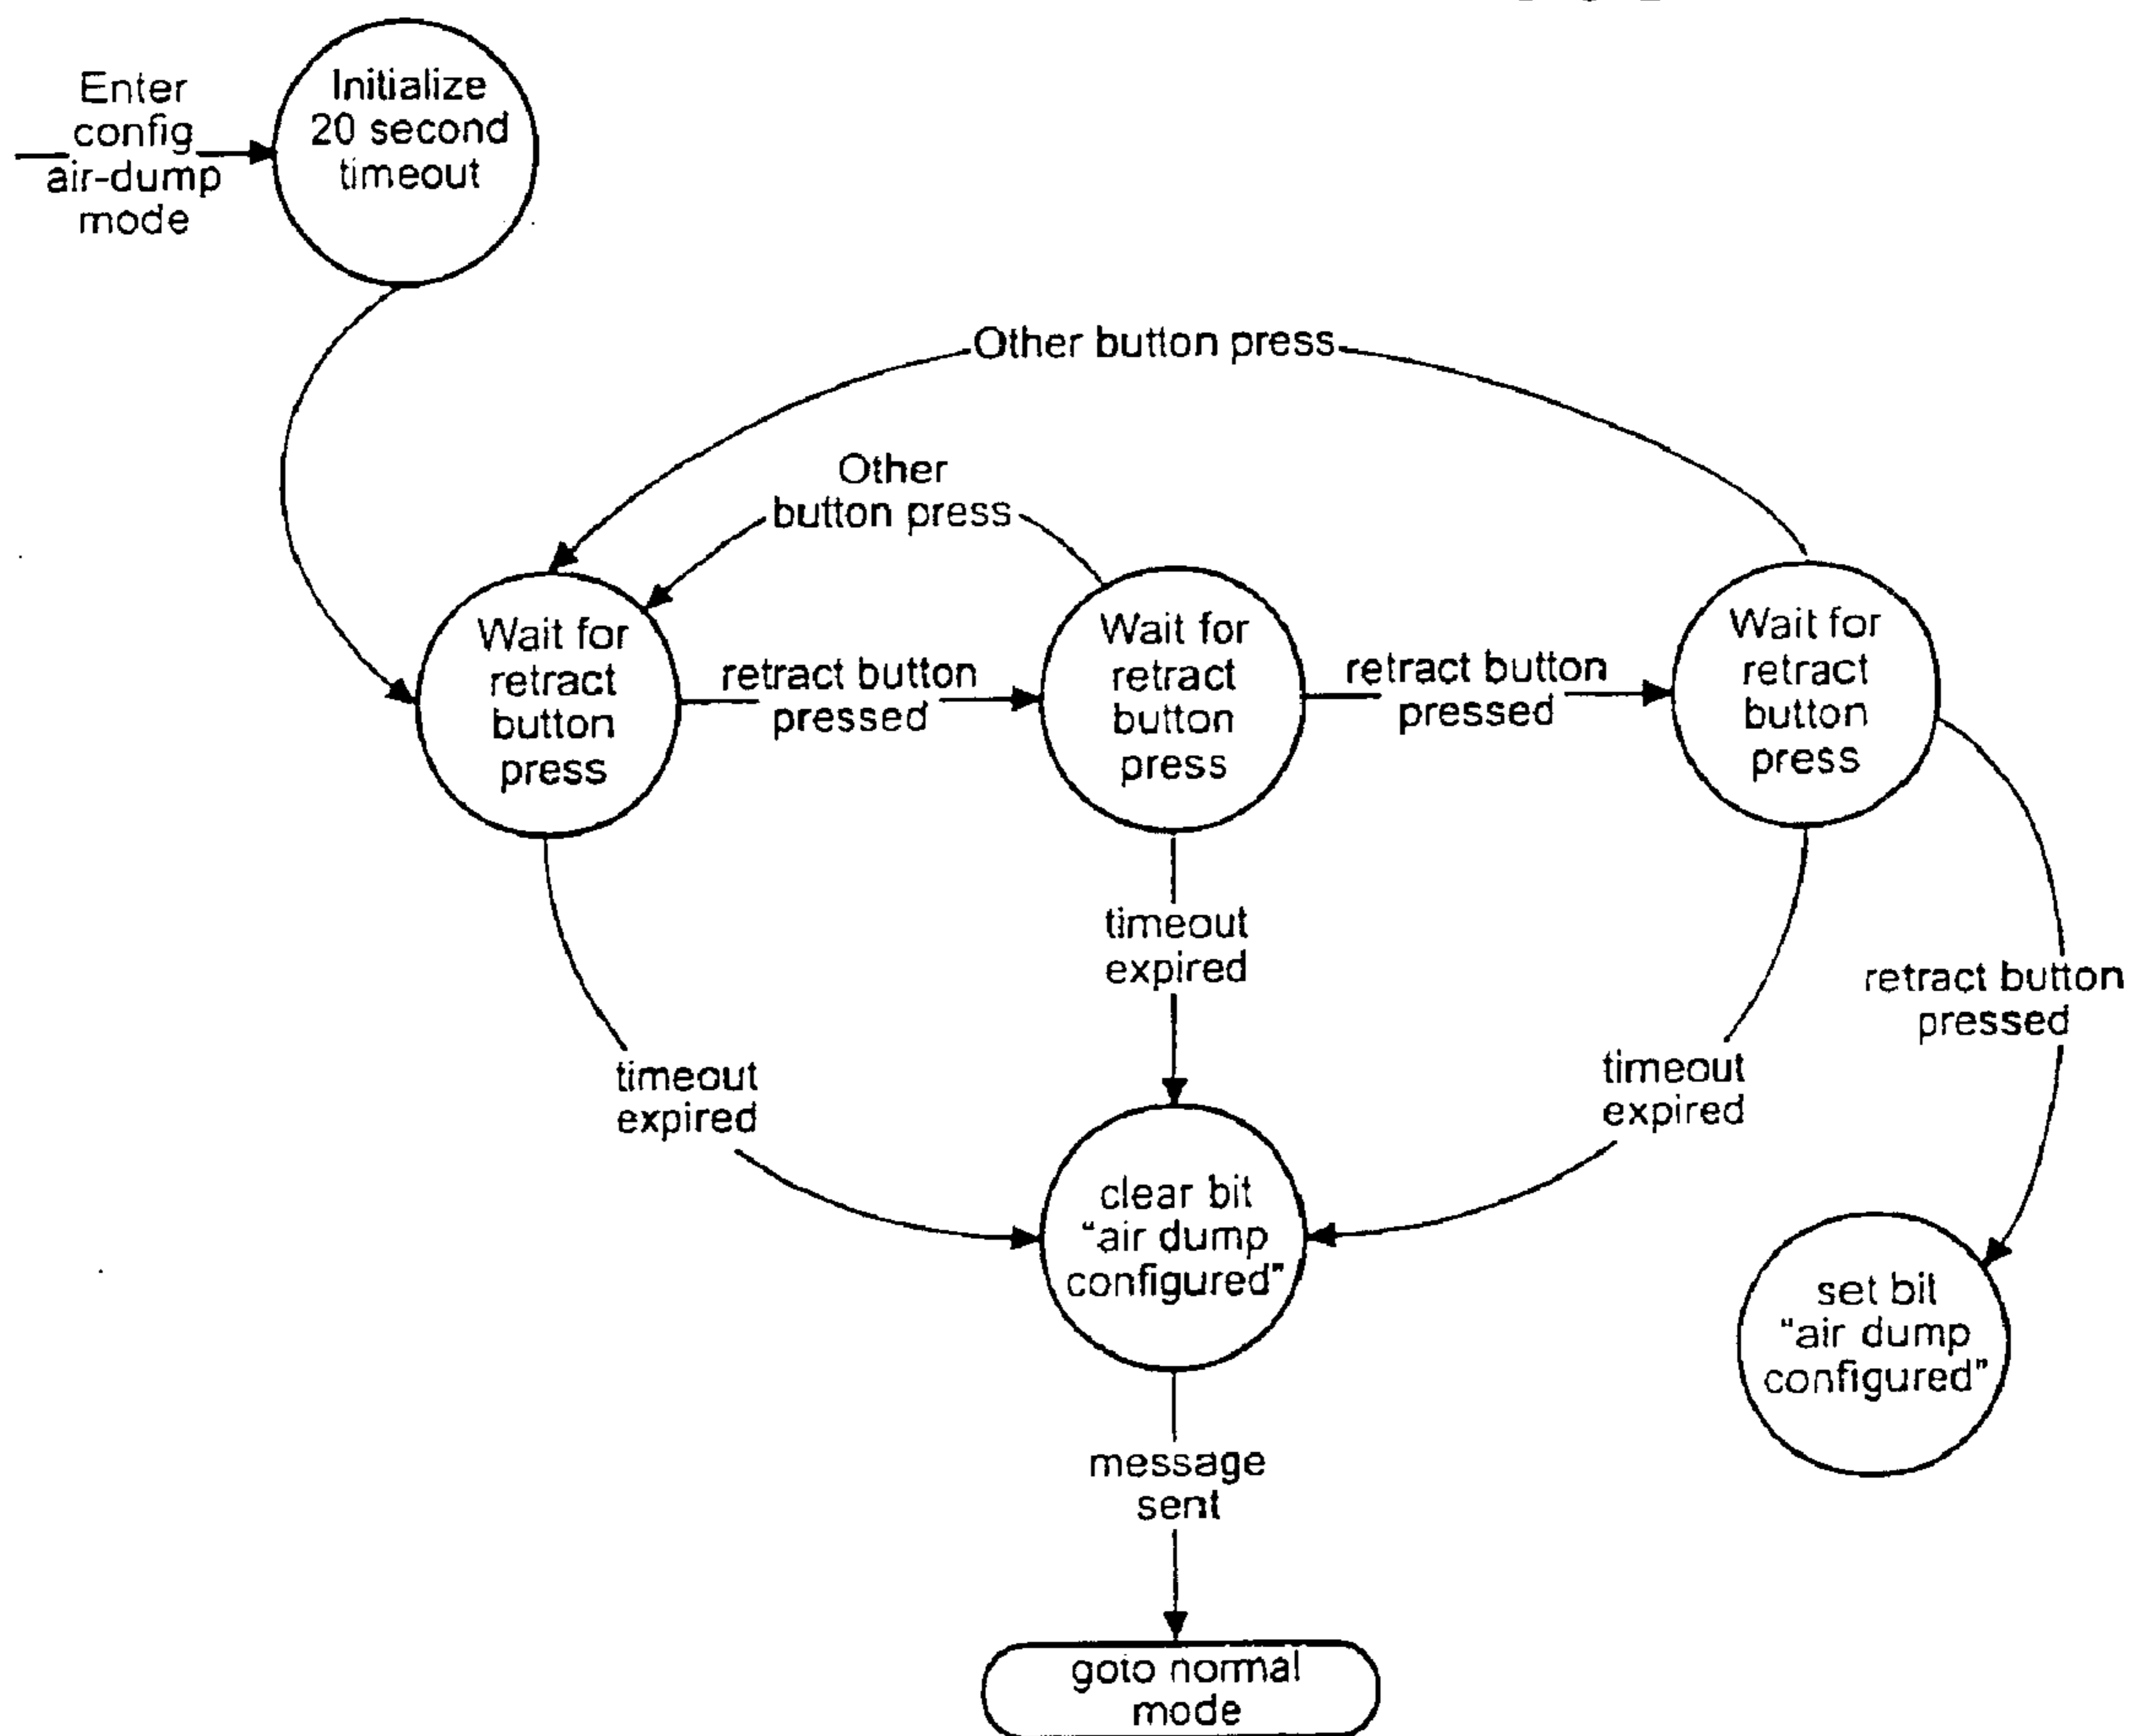 Enter
config
air-dump
mode
Initialize
20 second
timeout
Other button press
Other
button press
Wait for
retract
button
press
retract button
pressed
Wait for
retract
button
press
retract button
pressed
Wait for
retract
button
press
timeout
expired
timeout
expired
timeout
expired
retract button
pressed
clear bit
"air dump
configured"
set bit
"air dump
configured"
message
sent
goto normal
mode